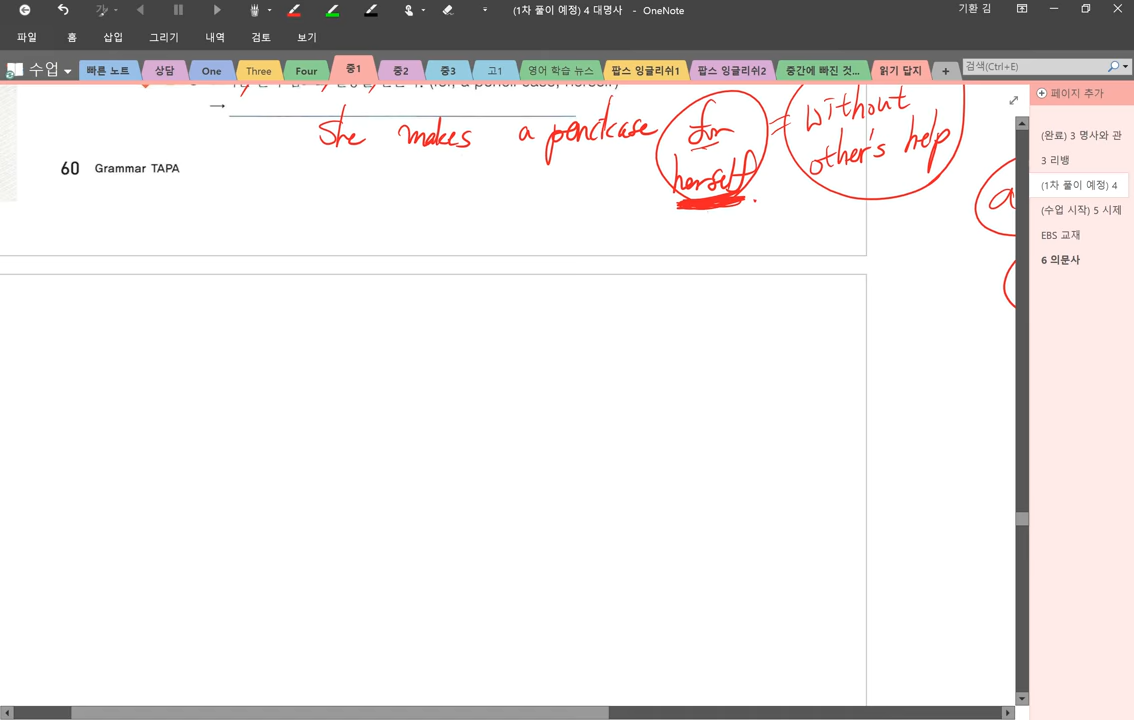 (1차 풀이 예정) 4 대명사 - OneNote
기환 김
파일 홈 삽입 그리기 내역 검토 보기
수업 빠른 노트 상담 One Three Four 중1 중2 중3 고1 영어 학습 뉴스 팝스 잉글리쉬1 팝스 잉글리쉬2 중간에 빠진 것... 읽기 답지 +
검색(Ctrl+E)
페이지 추가
(완료) 3 명사와 관
3 리뱅
(1차 풀이 예정) 4
(수업 시작) 5 시제
EBS 교재
6 의문사
(for, a pencil case, herself)
→ She makes a pencilcase for herself. = without other's help
60 Grammar TAPA